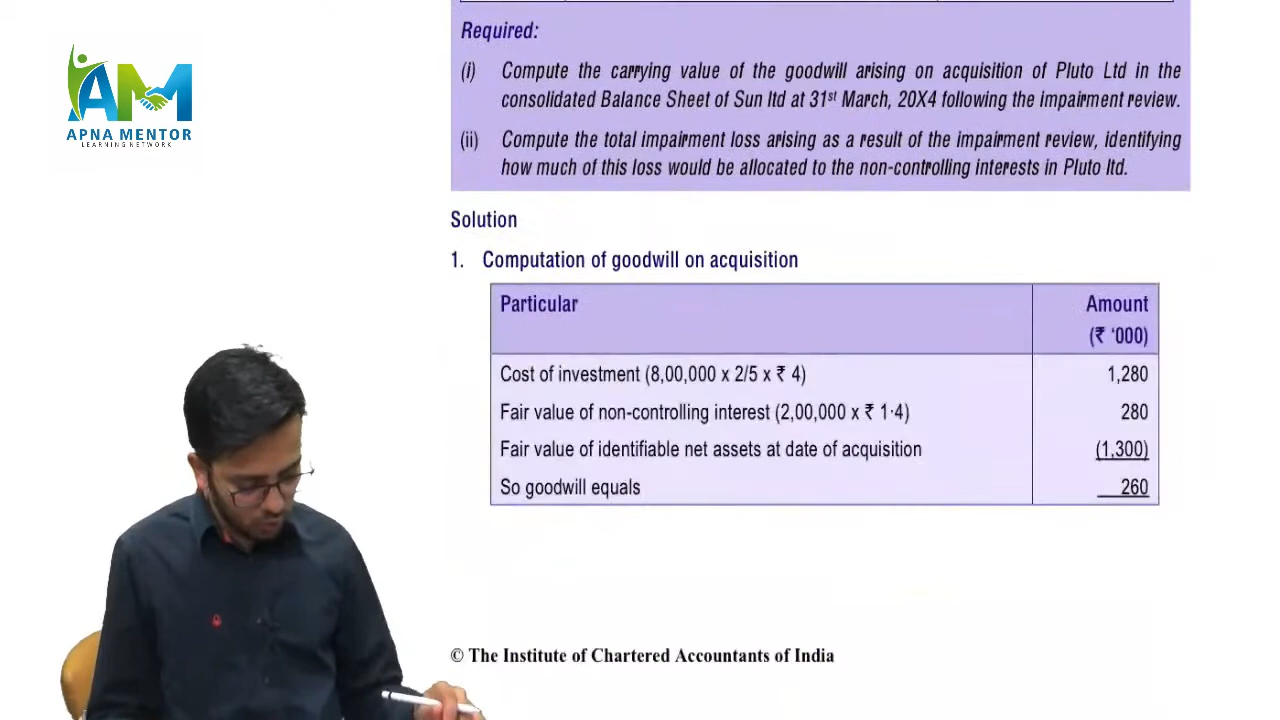 AM
APNA MENTOR
LEARNING NETWORK
Required:
(i) Compute the carrying value of the goodwill arising on acquisition of Pluto Ltd in the
consolidated Balance Sheet of Sun ltd at 31st March, 20X4 following the impairment review.
(ii) Compute the total impairment loss arising as a result of the impairment review, identifying
how much of this loss would be allocated to the non-controlling interests in Pluto ltd.
Solution
1. Computation of goodwill on acquisition
Particular Amount
(₹ ‘000)
Cost of investment (8,00,000 x 2/5 x ₹ 4) 1,280
Fair value of non-controlling interest (2,00,000 x ₹ 1·4) 280
Fair value of identifiable net assets at date of acquisition (1,300)
So goodwill equals 260
© The Institute of Chartered Accountants of India